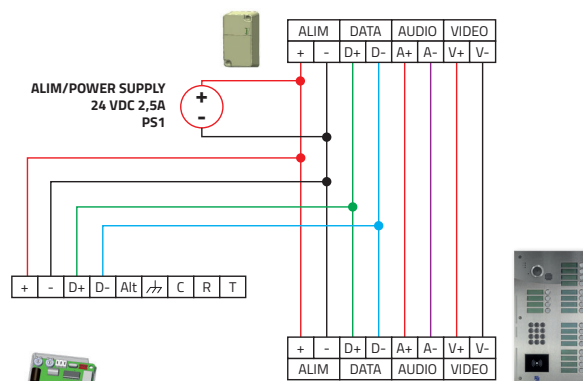 ALIM DATA AUDIO VIDEO
+ - D+ D- A+ A- V+ V-
ALIM/POWER SUPPLY
24 VDC 2,5A
PS1
+
-
+ - D+ D- Alt C R T
+ - D+ D- A+ A- V+ V-
ALIM DATA AUDIO VIDEO